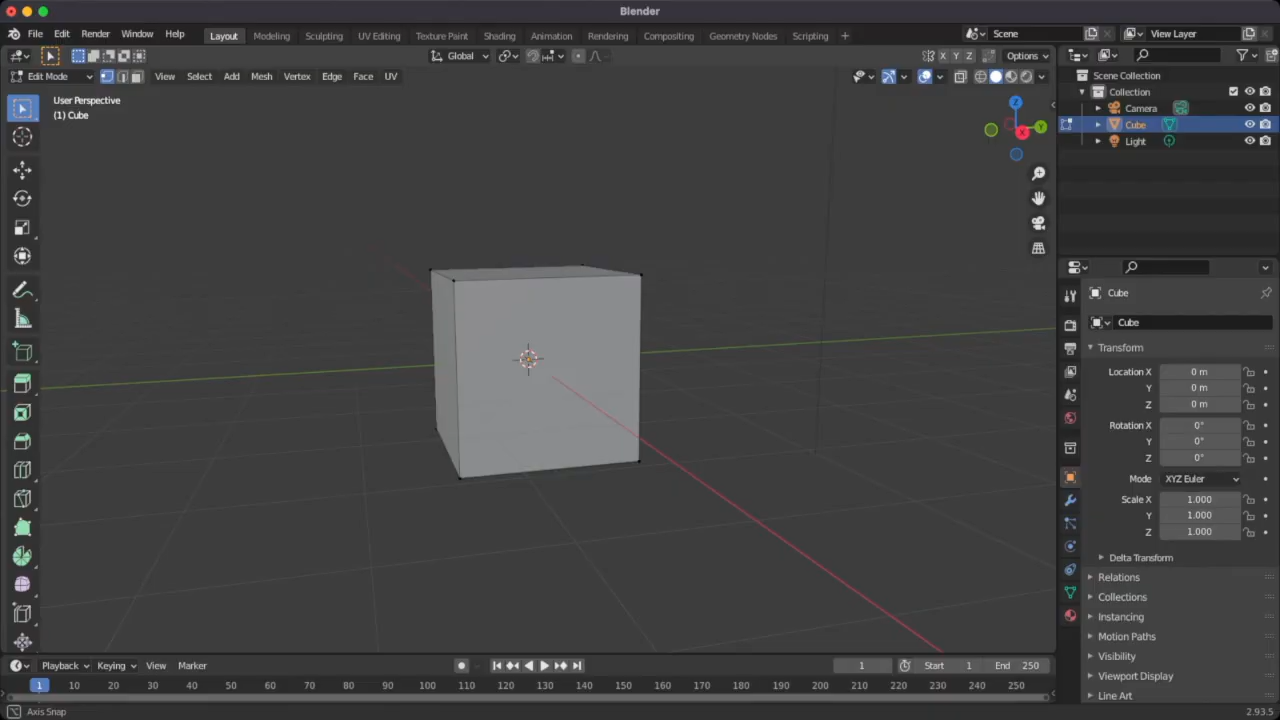 Blender
File Edit Render Window Help Layout Modeling Sculpting UV Editing Texture Paint Shading Animation Rendering Compositing Geometry Nodes Scripting + Scene View Layer
Global X Y Z Options
Edit Mode View Select Add Mesh Vertex Edge Face UV
User Perspective
(1) Cube
Z
Y
X
Scene Collection
Collection
Camera
Cube
Light
Cube
Cube
Transform
Location X 0 m
Y 0 m
Z 0 m
Rotation X 0°
Y 0°
Z 0°
Mode XYZ Euler
Scale X 1.000
Y 1.000
Z 1.000
Delta Transform
Relations
Collections
Instancing
Motion Paths
Visibility
Viewport Display
Line Art
Playback Keying View Marker 1 Start 1 End 250
1 10 20 30 40 50 60 70 80 90 100 110 120 130 140 150 160 170 180 190 200 210 220 230 240 250
Axis Snap 2.93.5